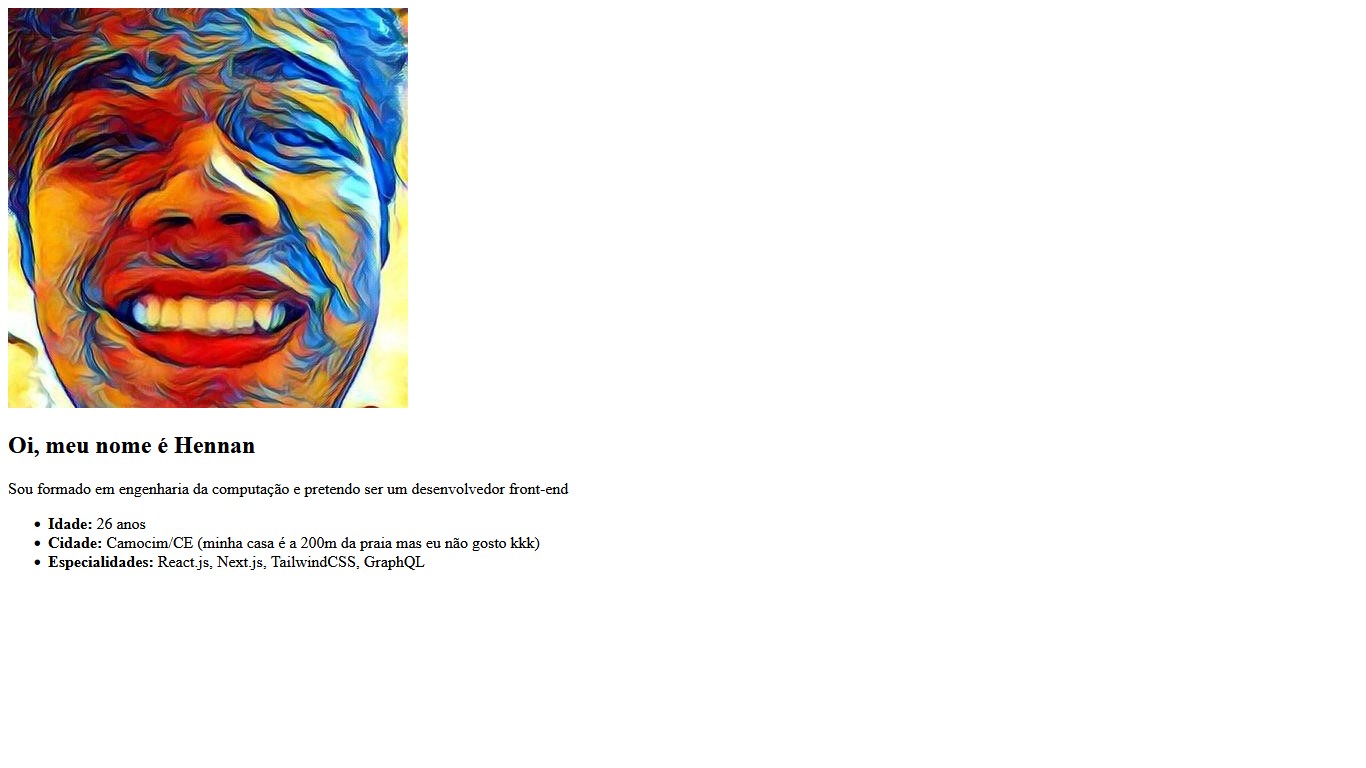 Oi, meu nome é Hennan
Sou formado em engenharia da computação e pretendo ser um desenvolvedor front-end
Idade: 26 anos
Cidade: Camocim/CE (minha casa é a 200m da praia mas eu não gosto kkk)
Especialidades: React.js, Next.js, TailwindCSS, GraphQL